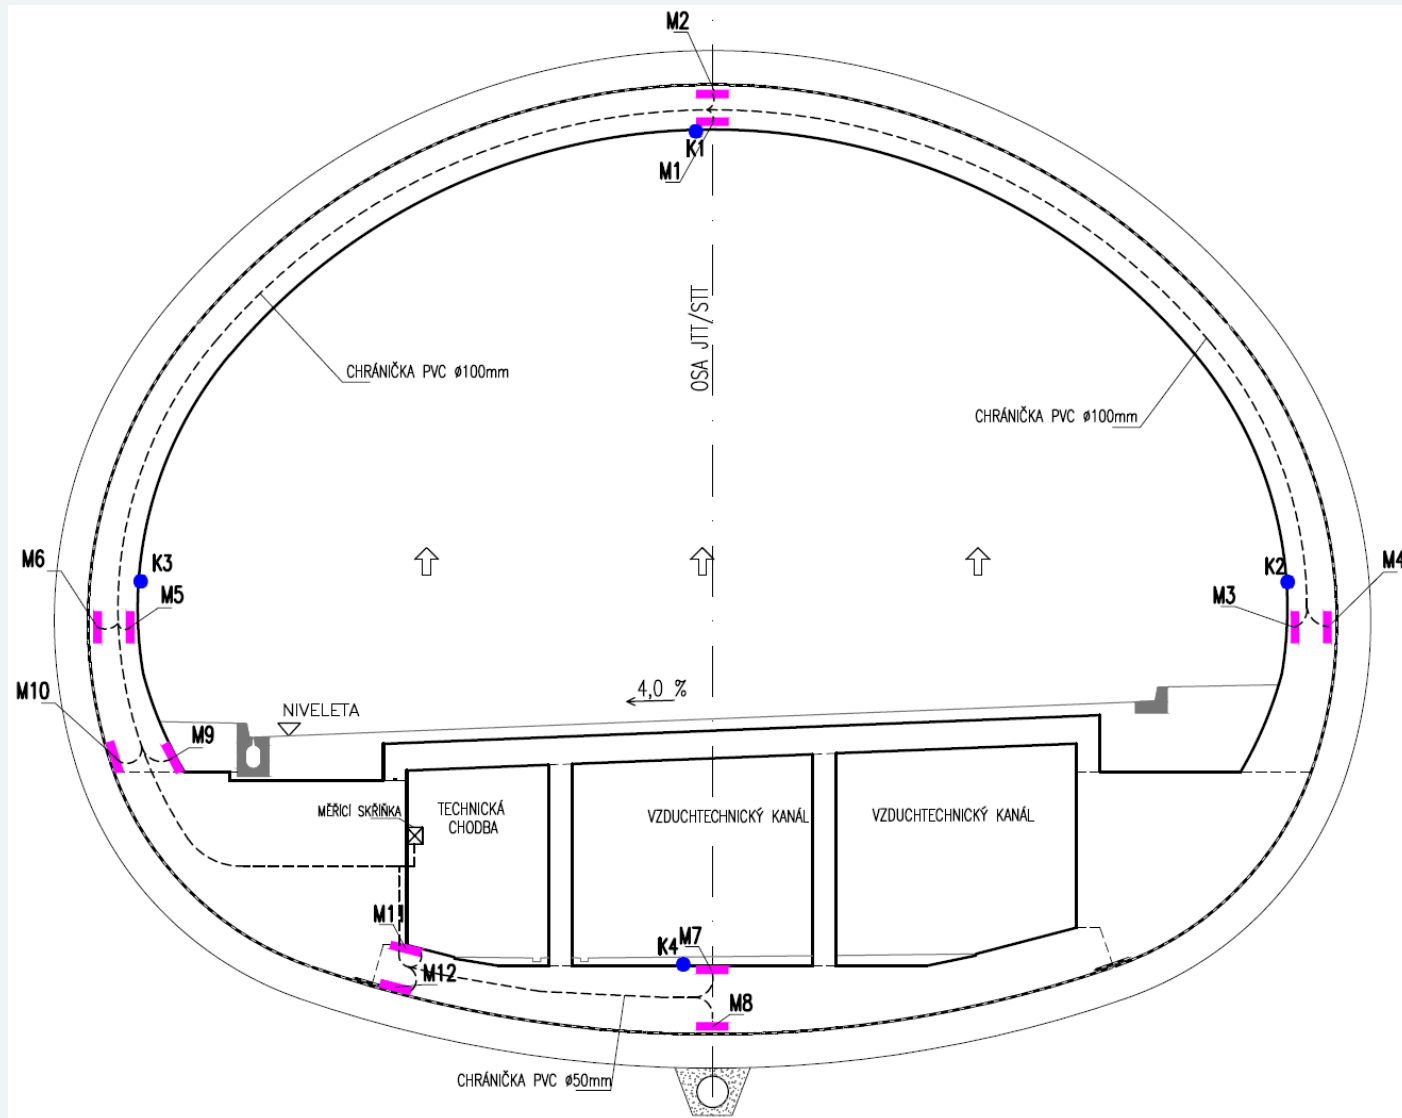 M2
K1
M1
OSA JTT/STT
CHRÁNIČKA PVC ø100mm
CHRÁNIČKA PVC ø100mm
M6
K3
M5
K2
M4
M3
M10
NIVELETA
4,0 %
M9
MĚŘICÍ SKŘÍŇKA
TECHNICKÁ
CHODBA
VZDUCHTECHNICKÝ KANÁL
VZDUCHTECHNICKÝ KANÁL
M11
K4
M7
M12
M8
CHRÁNIČKA PVC ø50mm